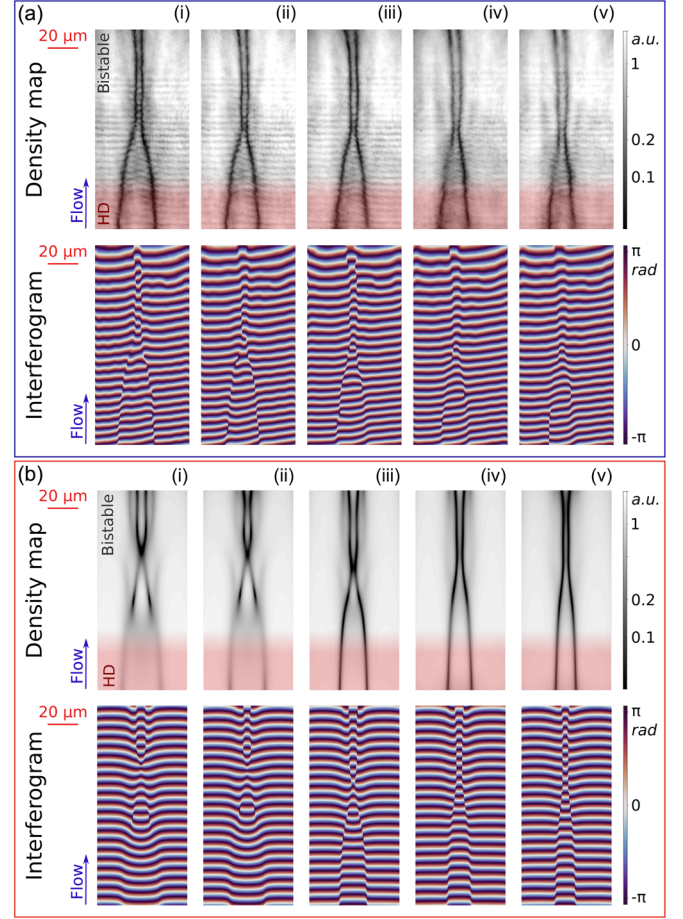 (a)
(i)
(ii)
(iii)
(iv)
(v)
20 μm
Density map
Bistable
HD
Flow
a.u.
1
0.2
0.1
20 μm
Interferogram
Flow
π
rad
0
-π
(b)
(i)
(ii)
(iii)
(iv)
(v)
20 μm
Density map
Bistable
HD
Flow
a.u.
1
0.2
0.1
20 μm
Interferogram
Flow
π
rad
0
-π